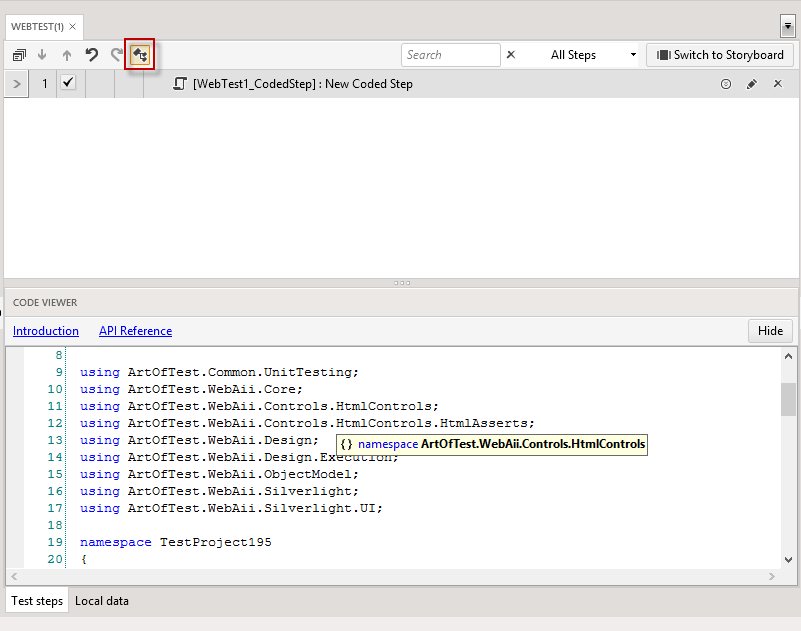 WEBTEST(1)
Search
All Steps
Switch to Storyboard
1 [WebTest1_CodedStep] : New Coded Step
CODE VIEWER
Introduction API Reference
Hide
8
9 using ArtOfTest.Common.UnitTesting;
10 using ArtOfTest.WebAii.Core;
11 using ArtOfTest.WebAii.Controls.HtmlControls;
12 using ArtOfTest.WebAii.Controls.HtmlControls.HtmlAsserts;
13 using ArtOfTest.WebAii.Design;
{} namespace ArtOfTest.WebAii.Controls.HtmlControls
14 using ArtOfTest.WebAii.Design.Execution;
15 using ArtOfTest.WebAii.ObjectModel;
16 using ArtOfTest.WebAii.Silverlight;
17 using ArtOfTest.WebAii.Silverlight.UI;
18
19 namespace TestProject195
20 {
Test steps Local data